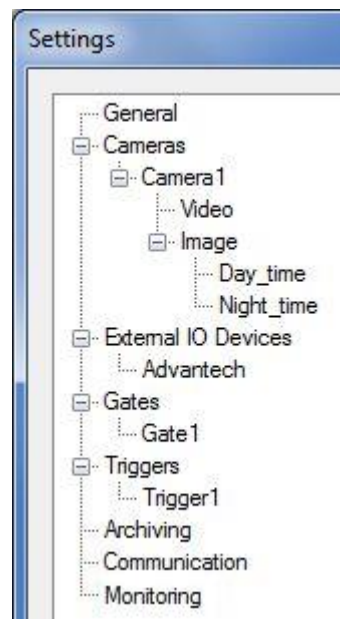 Settings
General
Cameras
Camera1
Video
Image
Day_time
Night_time
External IO Devices
Advantech
Gates
Gate1
Triggers
Trigger1
Archiving
Communication
Monitoring